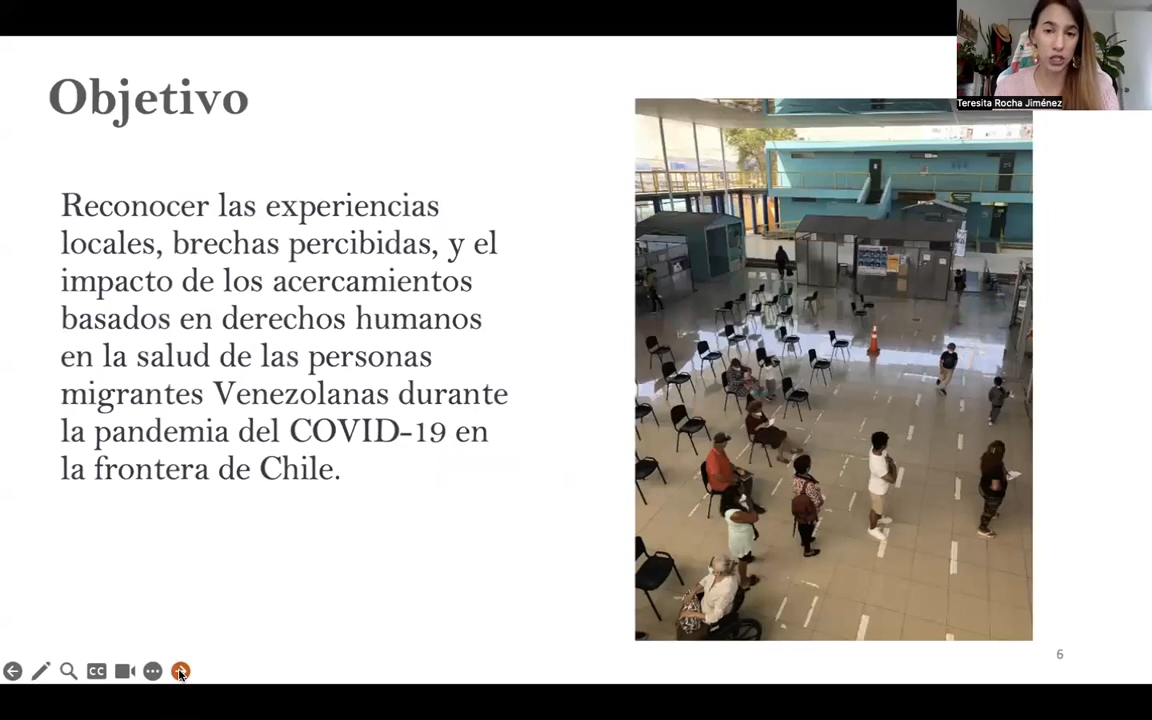 Objetivo
Teresita Rocha Jiménez
Reconocer las experiencias
locales, brechas percibidas, y el
impacto de los acercamientos
basados en derechos humanos
en la salud de las personas
migrantes Venezolanas durante
la pandemia del COVID-19 en
la frontera de Chile.
6
CC